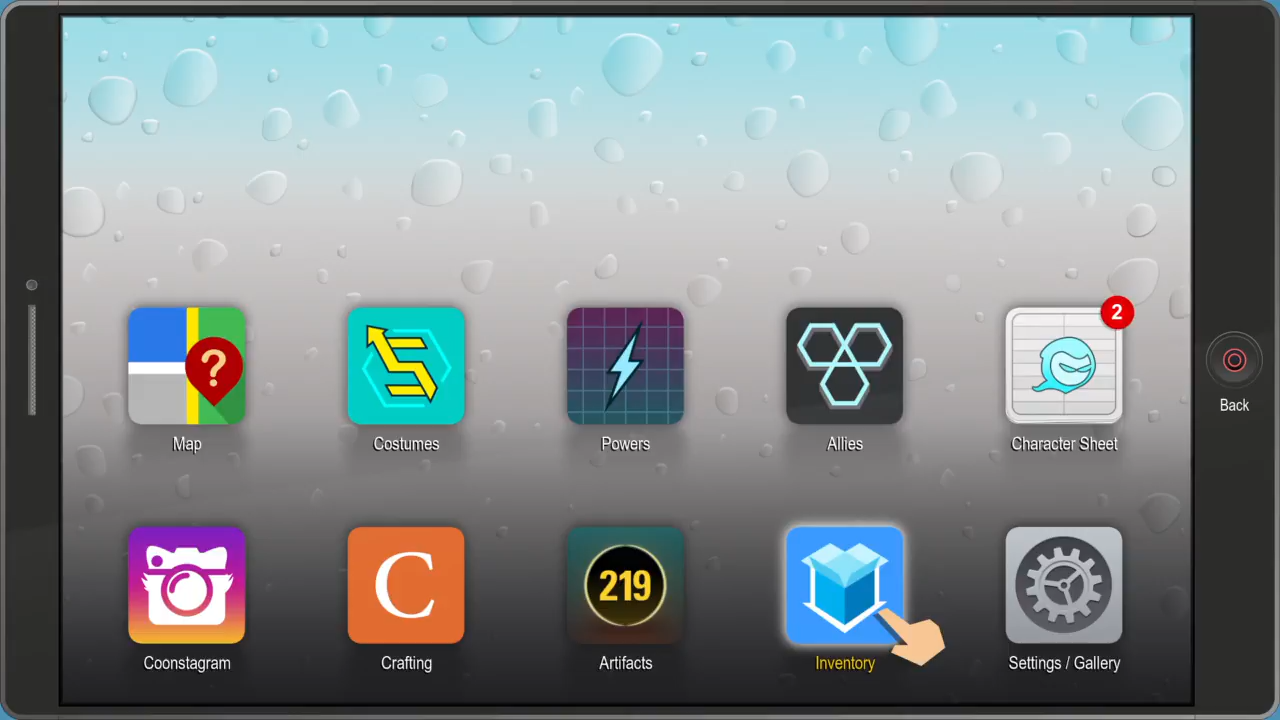 2
?
Map
Costumes
Powers
Allies
Character Sheet
Back
C
219
Coonstagram
Crafting
Artifacts
Inventory
Settings / Gallery